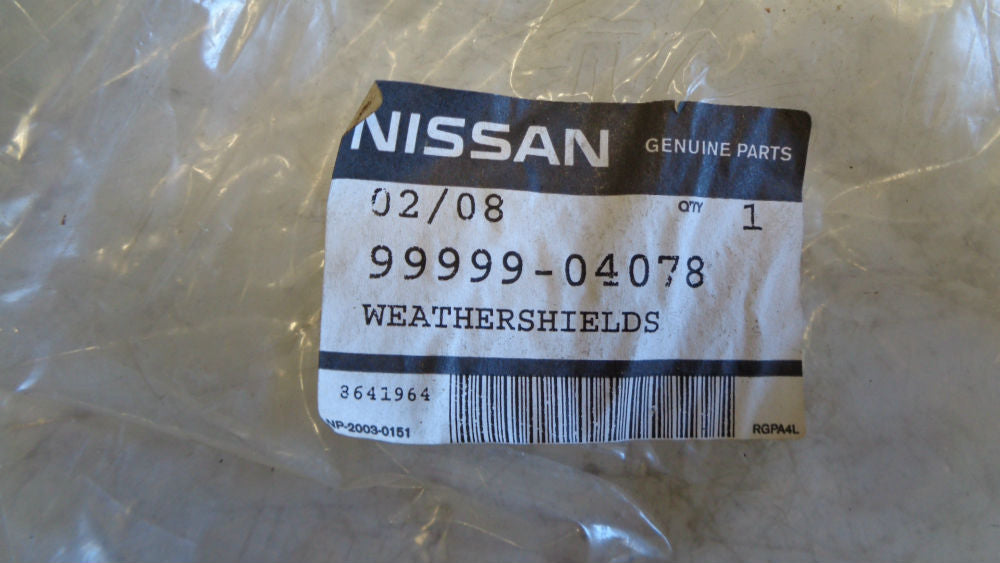 NISSAN GENUINE PARTS
02/08 QTY 1
99999-04078
WEATHERSHIELDS
3641964
NP-2003-0151 RGPA4L